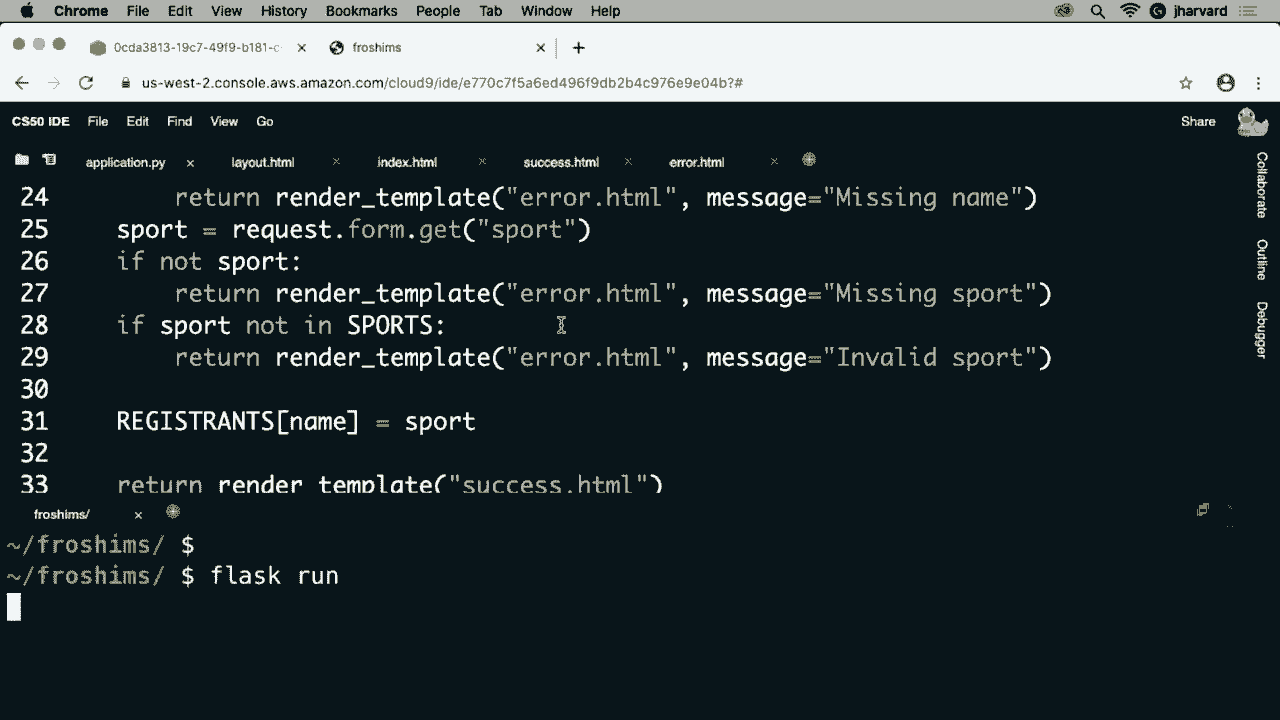 Chrome File Edit View History Bookmarks People Tab Window Help jharvard
0cda3813-19c7-49f9-b181-c froshims
us-west-2.console.aws.amazon.com/cloud9/ide/e770c7f5a6ed496f9db2b4c976e9e04b?#
CS50 IDE File Edit Find View Go Share
application.py layout.html index.html success.html error.html
Collaborate
Outline
Debugger
24 return render_template("error.html", message="Missing name")
25 sport = request.form.get("sport")
26 if not sport:
27 return render_template("error.html", message="Missing sport")
28 if sport not in SPORTS:
29 return render_template("error.html", message="Invalid sport")
30
31 REGISTRANTS[name] = sport
32
33 return render_template("success.html")
froshims/
~/froshims/ $
~/froshims/ $ flask run